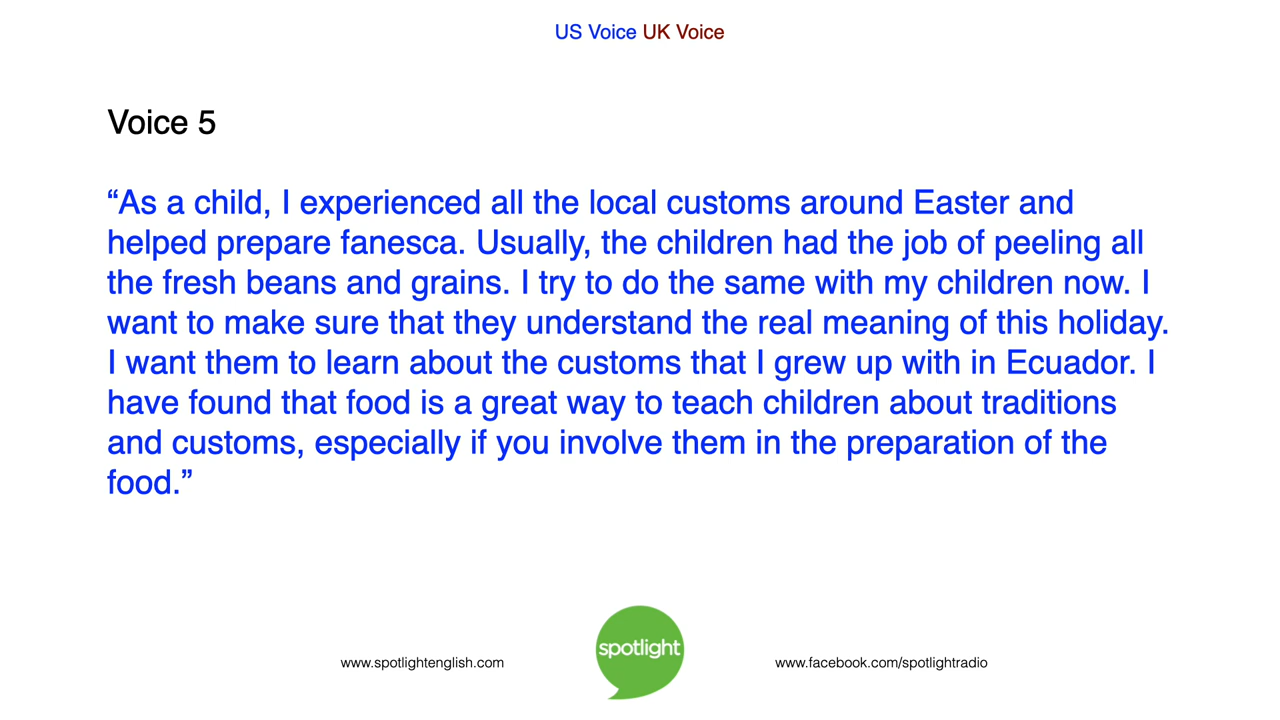 US Voice UK Voice
Voice 5
“As a child, I experienced all the local customs around Easter and
helped prepare fanesca. Usually, the children had the job of peeling all
the fresh beans and grains. I try to do the same with my children now. I
want to make sure that they understand the real meaning of this holiday.
I want them to learn about the customs that I grew up with in Ecuador. I
have found that food is a great way to teach children about traditions
and customs, especially if you involve them in the preparation of the
food.”
www.spotlightenglish.com
spotlight
www.facebook.com/spotlightradio